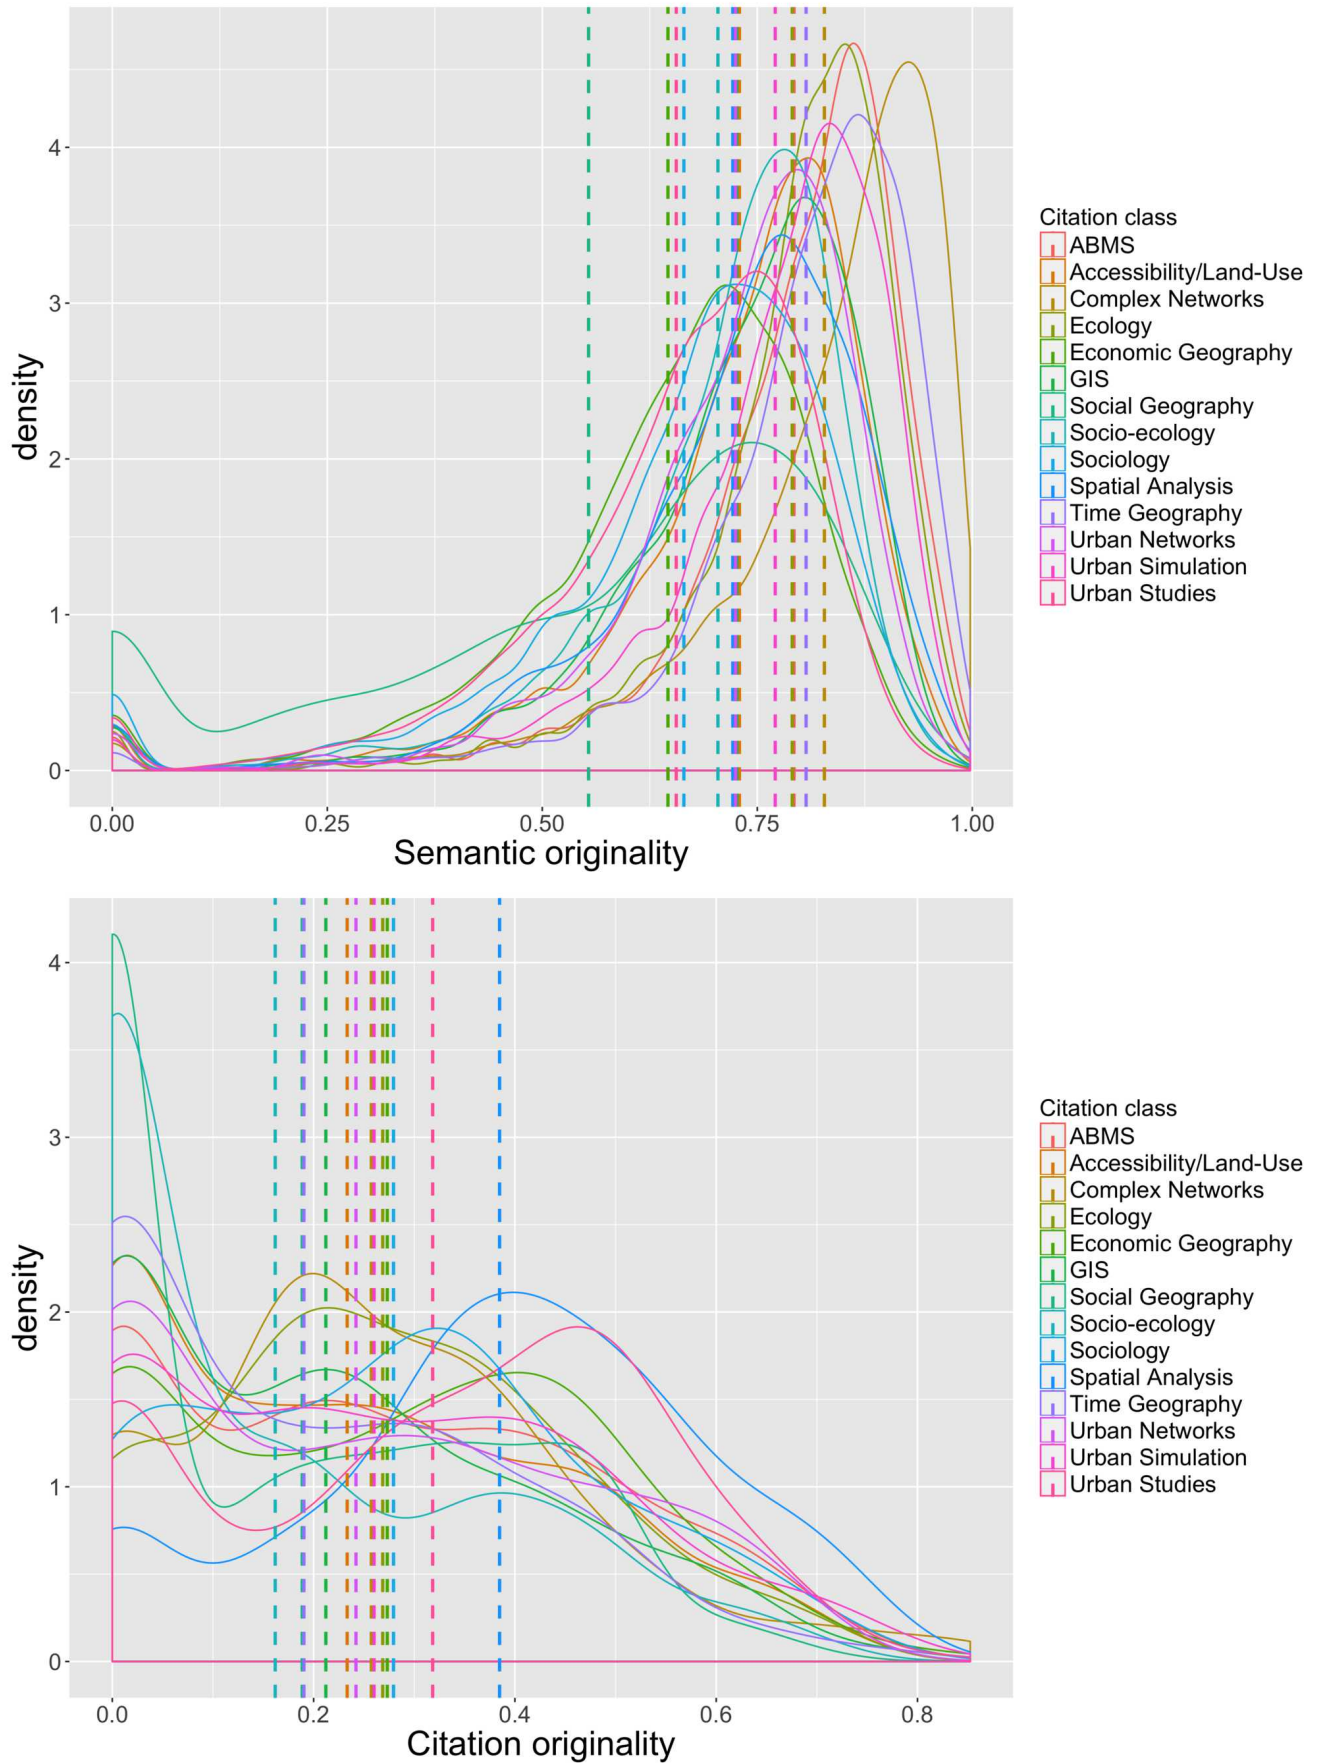 4
3
2
1
0
density
0.00 0.25 0.50 0.75 1.00
Semantic originality
Citation class
ABMS
Accessibility/Land-Use
Complex Networks
Ecology
Economic Geography
GIS
Social Geography
Socio-ecology
Sociology
Spatial Analysis
Time Geography
Urban Networks
Urban Simulation
Urban Studies
4
3
2
1
0
density
0.0 0.2 0.4 0.6 0.8
Citation originality
Citation class
ABMS
Accessibility/Land-Use
Complex Networks
Ecology
Economic Geography
GIS
Social Geography
Socio-ecology
Sociology
Spatial Analysis
Time Geography
Urban Networks
Urban Simulation
Urban Studies